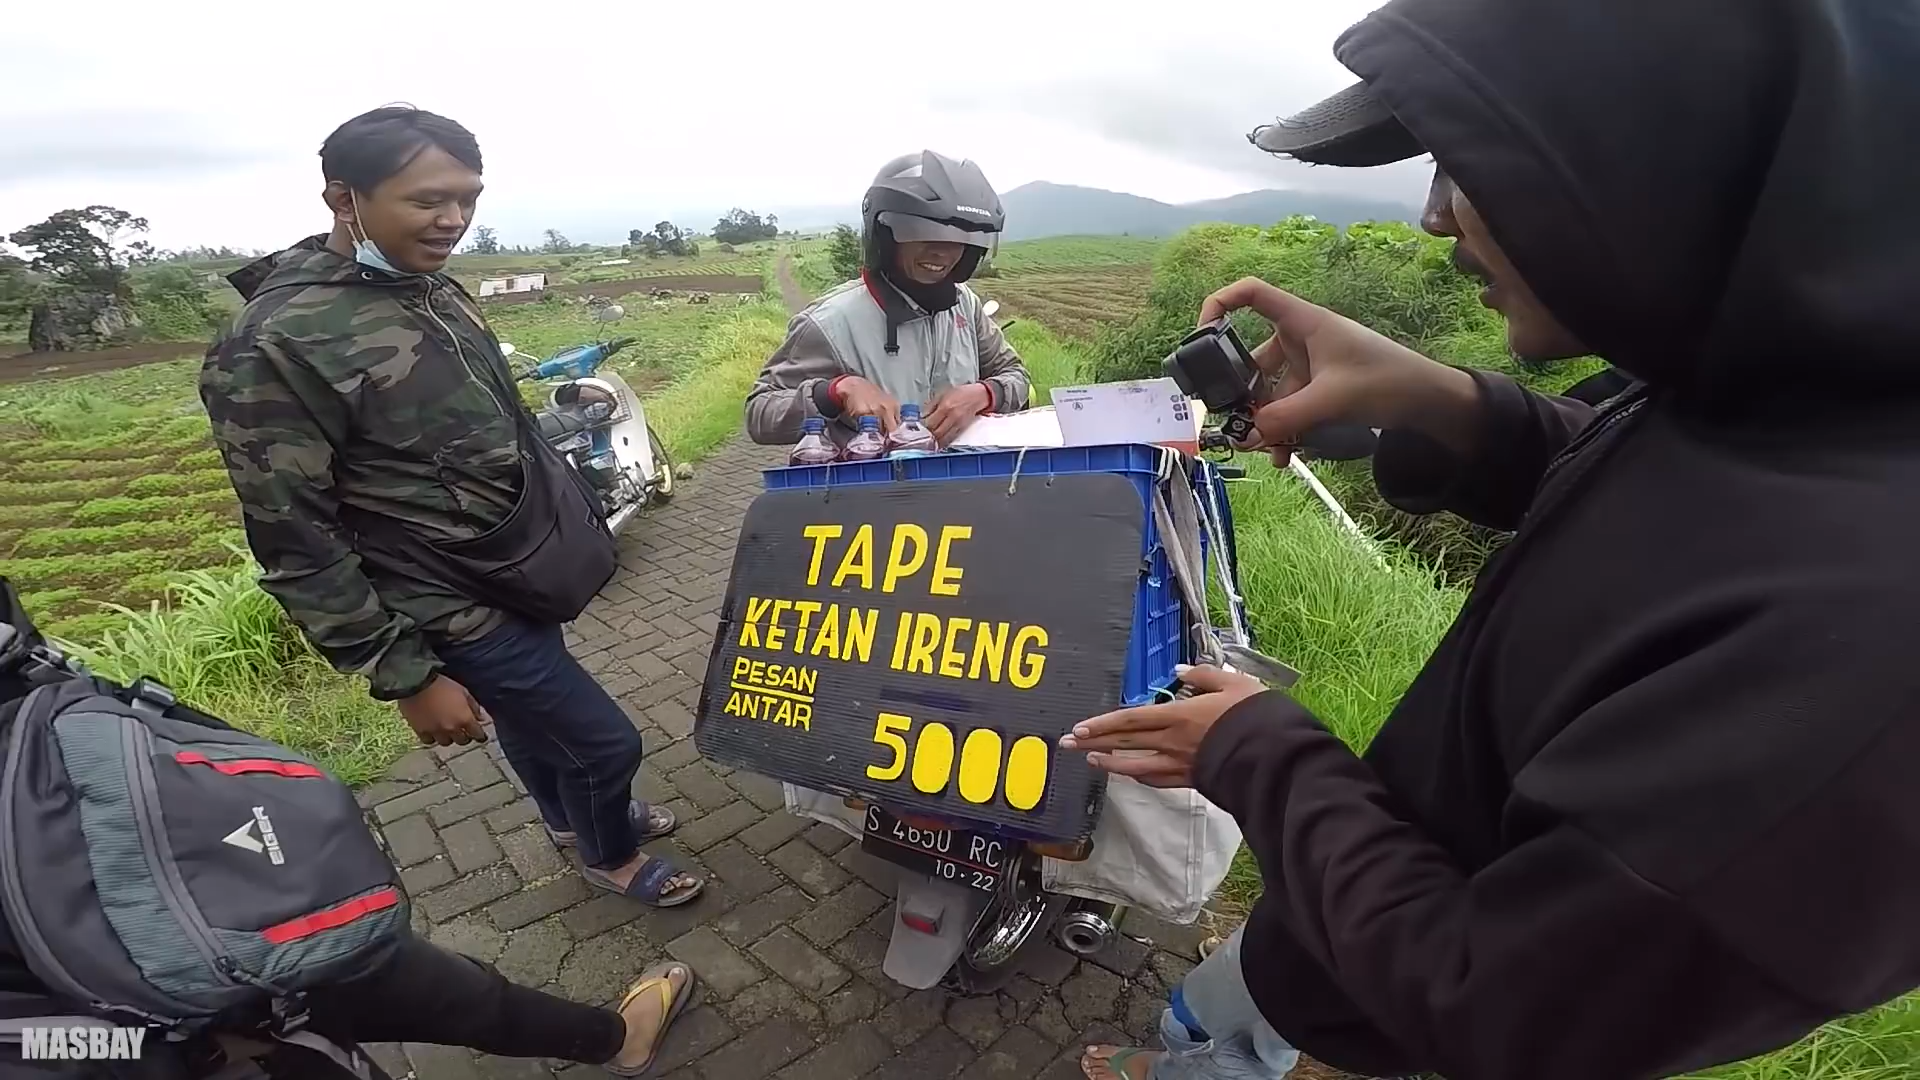 HONDA
TAPE
KETAN IRENG
PESAN
ANTAR
5000
S 4650 RC
10·22
EIGER
MASBAY